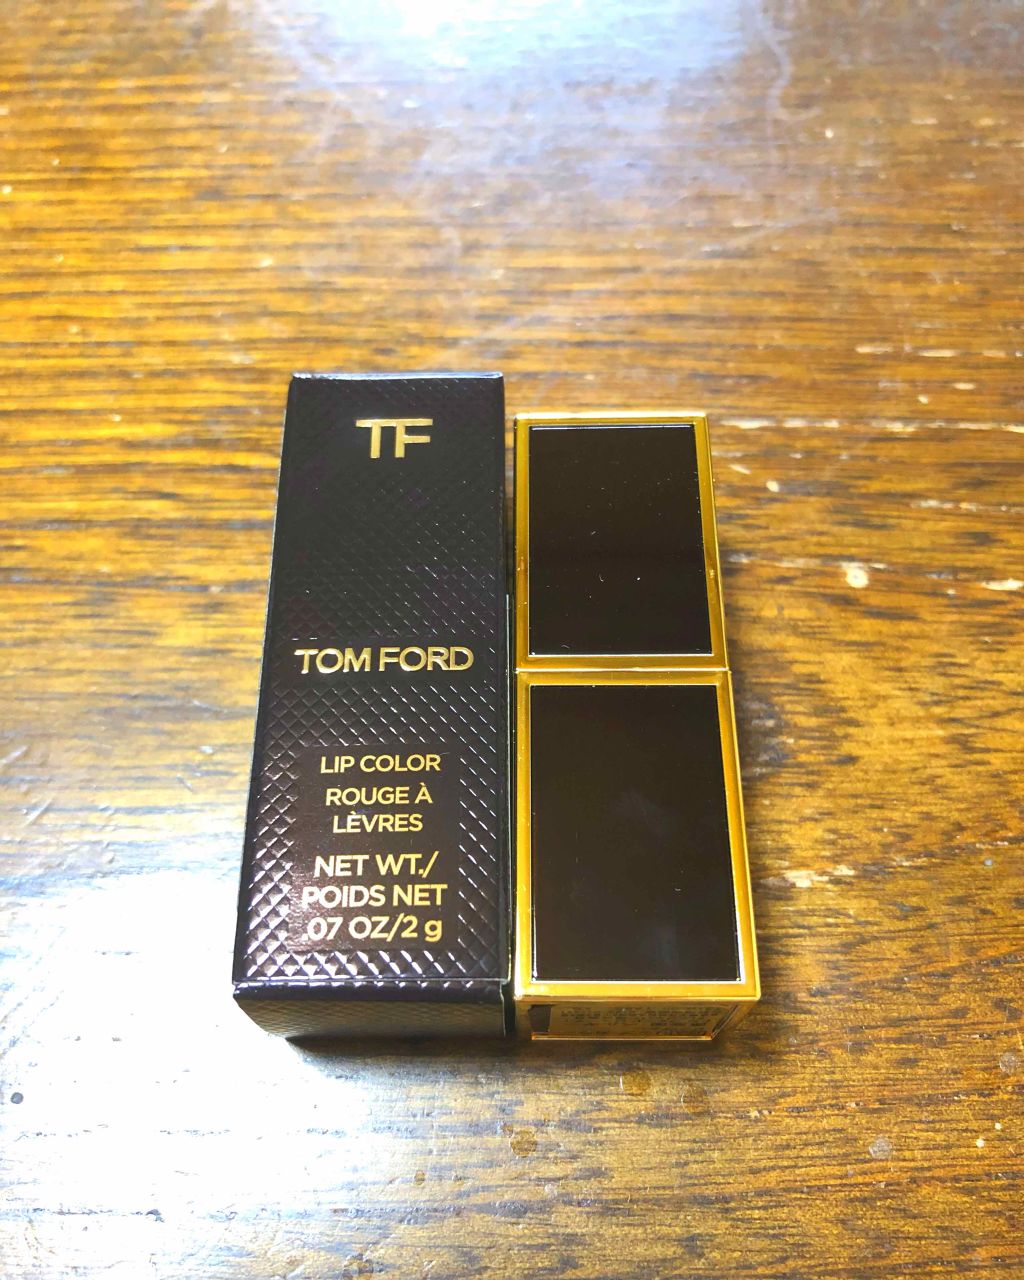 TF
TOM FORD
LIP COLOR
ROUGE À
LÈVRES
NET WT./
POIDS NET
.07 OZ/2 g